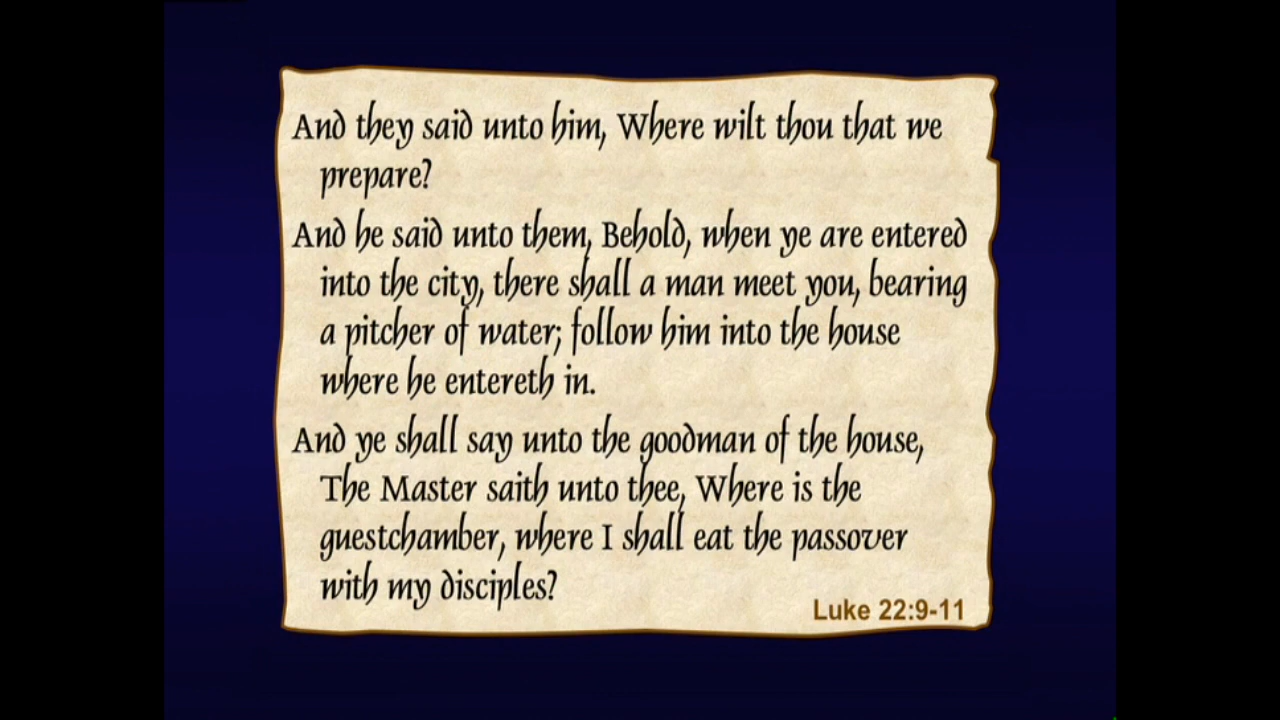 And they said unto him, Where wilt thou that we
prepare?
And he said unto them, Behold, when ye are entered
into the city, there shall a man meet you, bearing
a pitcher of water; follow him into the house
where he entereth in.
And ye shall say unto the goodman of the house,
The Master saith unto thee, Where is the
guestchamber, where I shall eat the passover
with my disciples?
Luke 22:9-11